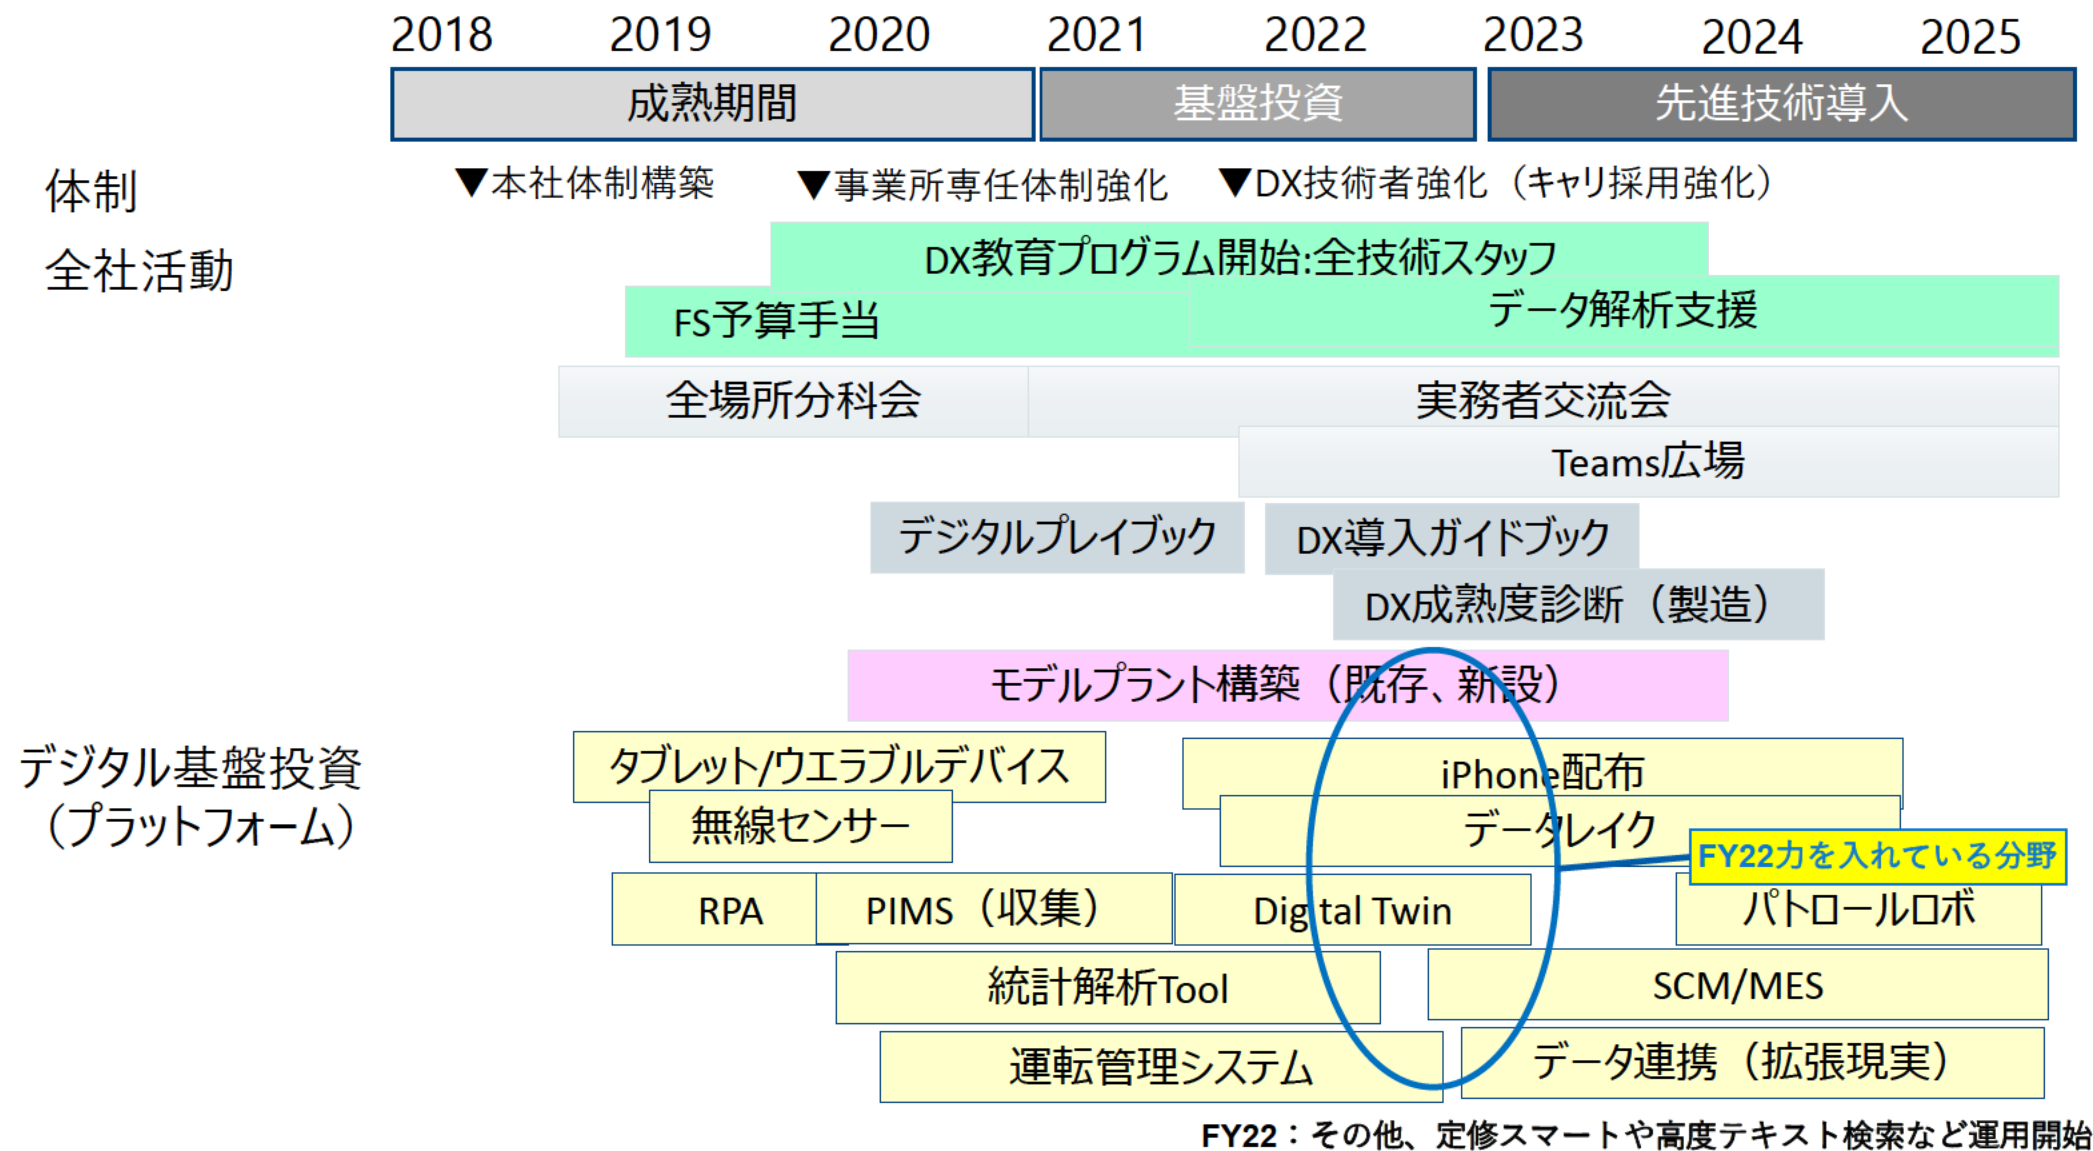 2018 2019 2020 2021 2022 2023 2024 2025
成熟期間 基盤投資 先進技術導入
体制 ▼本社体制構築 ▼事業所専任体制強化 ▼DX技術者強化（キャリ採用強化）
全社活動
DX教育プログラム開始:全技術スタッフ
FS予算手当 データ解析支援
全場所分科会 実務者交流会
Teams広場
デジタルプレイブック DX導入ガイドブック
DX成熟度診断（製造）
モデルプラント構築（既存、新設）
デジタル基盤投資
（プラットフォーム）
タブレット/ウエラブルデバイス iPhone配布
無線センサー データレイク
FY22力を入れている分野
RPA PIMS（収集） Digital Twin パトロールロボ
統計解析Tool SCM/MES
運転管理システム データ連携（拡張現実）
FY22：その他、定修スマートや高度テキスト検索など運用開始